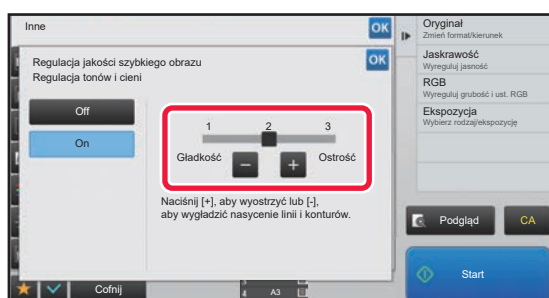 Inne
OK
Regulacja jakości szybkiego obrazu
Regulacja tonów i cieni
OK
Off
On
1 2 3
Gładkość - + Ostrość
Naciśnij [+], aby wyostrzyć lub [-],
aby wygładzić nasycenie linii i konturów.
Cofnij
A3
Oryginał
Zmień format/kierunek
Jaskrawość
Wyreguluj jasność
RGB
Wyreguluj grubość i ust. RGB
Ekspozycja
Wybierz rodzaj/ekspozycję
Podgląd
CA
Start